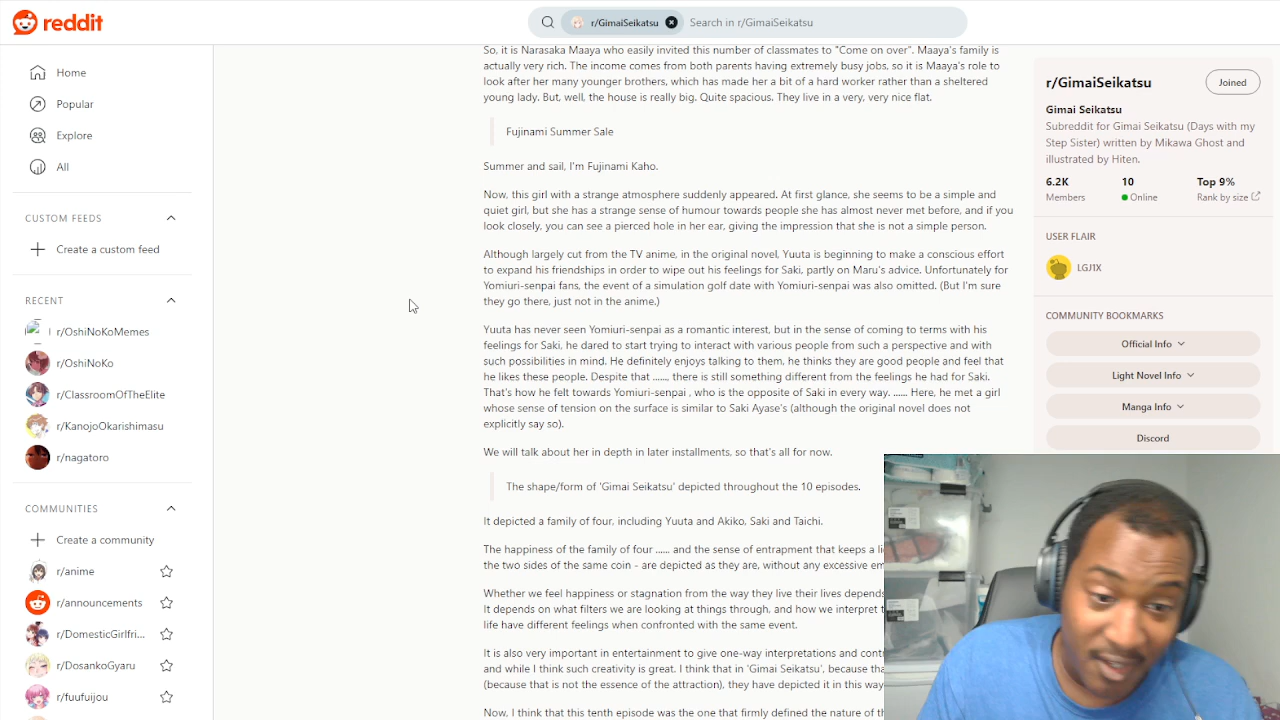 reddit
r/GimaiSeikatsu
Search in r/GimaiSeikatsu
Home
Popular
Explore
All
CUSTOM FEEDS
Create a custom feed
RECENT
r/OshiNoKoMemes
r/OshiNoKo
r/ClassroomOfTheElite
r/KanojoOkarishimasu
r/nagatoro
COMMUNITIES
Create a community
r/anime
r/announcements
r/DomesticGirlfri...
r/DosankoGyaru
r/fuufuijou
So, it is Narasaka Maaya who easily invited this number of classmates to "Come on over". Maaya's family is
actually very rich. The income comes from both parents having extremely busy jobs, so it is Maaya's role to
look after her many younger brothers, which has made her a bit of a hard worker rather than a sheltered
young lady. But, well, the house is really big. Quite spacious. They live in a very, very nice flat.
Fujinami Summer Sale
Summer and sail, I'm Fujinami Kaho.
Now, this girl with a strange atmosphere suddenly appeared. At first glance, she seems to be a simple and
quiet girl, but she has a strange sense of humour towards people she has almost never met before, and if you
look closely, you can see a pierced hole in her ear, giving the impression that she is not a simple person.
Although largely cut from the TV anime, in the original novel, Yuuta is beginning to make a conscious effort
to expand his friendships in order to wipe out his feelings for Saki, partly on Maru's advice. Unfortunately for
Yomiuri-senpai fans, the event of a simulation golf date with Yomiuri-senpai was also omitted. (But I'm sure
they go there, just not in the anime.)
Yuuta has never seen Yomiuri-senpai as a romantic interest, but in the sense of coming to terms with his
feelings for Saki, he dared to start trying to interact with various people from such a perspective and with
such possibilities in mind. He definitely enjoys talking to them, he thinks they are good people and feel that
he likes these people. Despite that ......, there is still something different from the feelings he had for Saki.
That's how he felt towards Yomiuri-senpai , who is the opposite of Saki in every way. ...... Here, he met a girl
whose sense of tension on the surface is similar to Saki Ayase's (although the original novel does not
explicitly say so).
We will talk about her in depth in later installments, so that's all for now.
The shape/form of 'Gimai Seikatsu' depicted throughout the 10 episodes.
It depicted a family of four, including Yuuta and Akiko, Saki and Taichi.
The happiness of the family of four ...... and the sense of entrapment that keeps a
the two sides of the same coin - are depicted as they are, without any excessive
Whether we feel happiness or stagnation from the way they live their lives depends
It depends on what filters we are looking at things through, and how we interpret
life have different feelings when confronted with the same event.
It is also very important in entertainment to give one-way interpretations and
and while I think such creativity is great. I think that in 'Gimai Seikatsu', because
(because that is not the essence of the attraction), they have depicted it in this way
Now, I think that this tenth episode was the one that firmly defined the nature of
r/GimaiSeikatsu
Joined
Gimai Seikatsu
Subreddit for Gimai Seikatsu (Days with my
Step Sister) written by Mikawa Ghost and
illustrated by Hiten.
6.2K 10 Top 9%
Members Online Rank by size
USER FLAIR
LGJ1X
COMMUNITY BOOKMARKS
Official Info
Light Novel Info
Manga Info
Discord